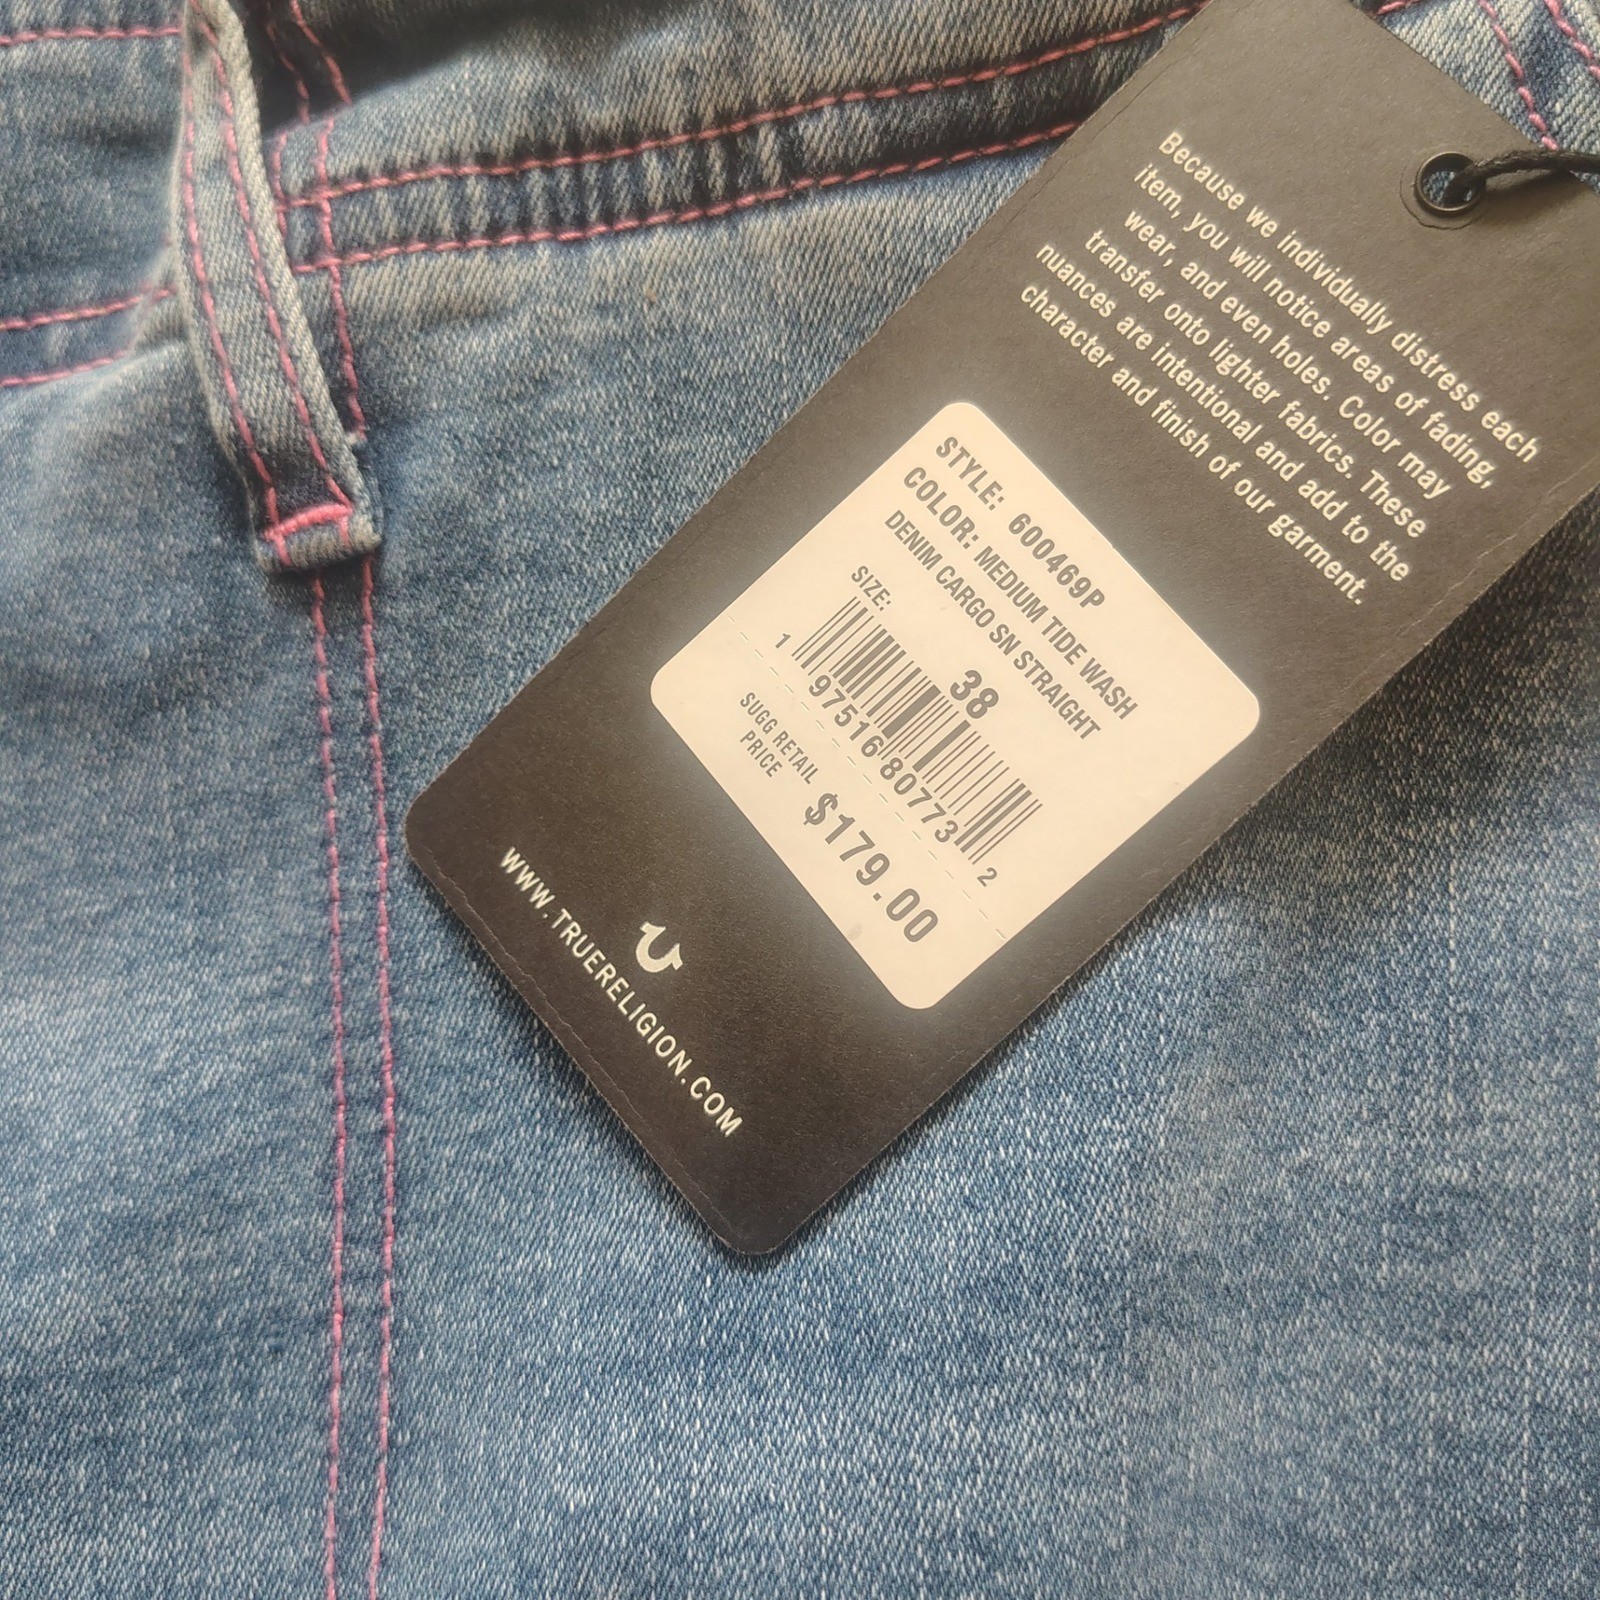 Because we individually distress each
item, you will notice areas of fading,
wear, and even holes. Color may
transfer onto lighter fabrics. These
nuances are intentional and add to the
character and finish of our garment.
STYLE: 600469P
COLOR: MEDIUM TIDE WASH
DENIM CARGO SN STRAIGHT
SIZE: 38
1 97516 80773 2
SUGG RETAIL
PRICE $179.00
WWW.TRUERELIGION.COM